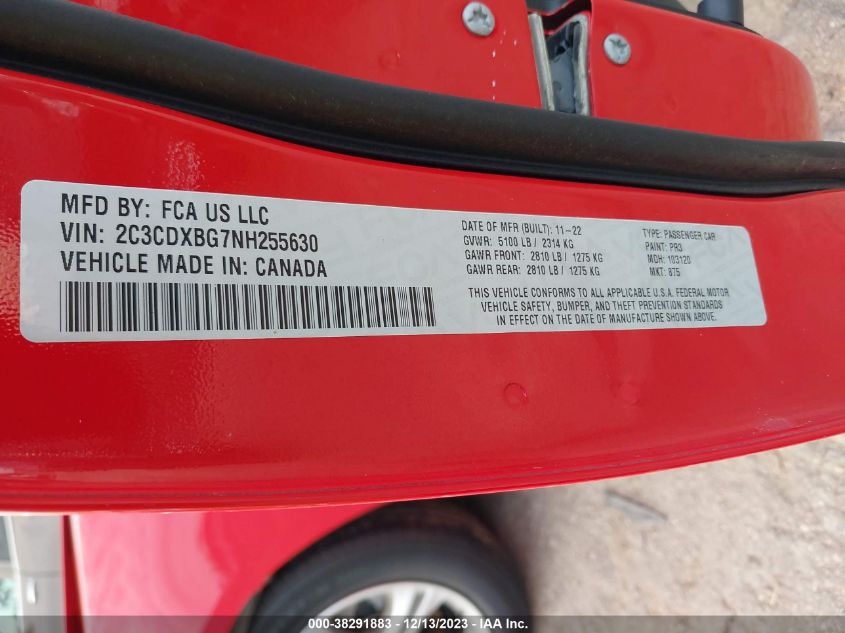 MFD BY: FCA US LLC
VIN: 2C3CDXBG7NH255630
VEHICLE MADE IN: CANADA
DATE OF MFR (BUILT): 11-22
GVWR: 5100 LB / 2314 KG
GAWR FRONT: 2810 LB / 1275 KG
GAWR REAR: 2810 LB / 1275 KG
TYPE: PASSENGER CAR
PAINT: PR3
MDH: 103120
MKT: 875
THIS VEHICLE CONFORMS TO ALL APPLICABLE U.S.A. FEDERAL MOTOR
VEHICLE SAFETY, BUMPER, AND THEFT PREVENTION STANDARDS
IN EFFECT ON THE DATE OF MANUFACTURE SHOWN ABOVE.
000-38291883 - 12/13/2023 - IAA Inc.